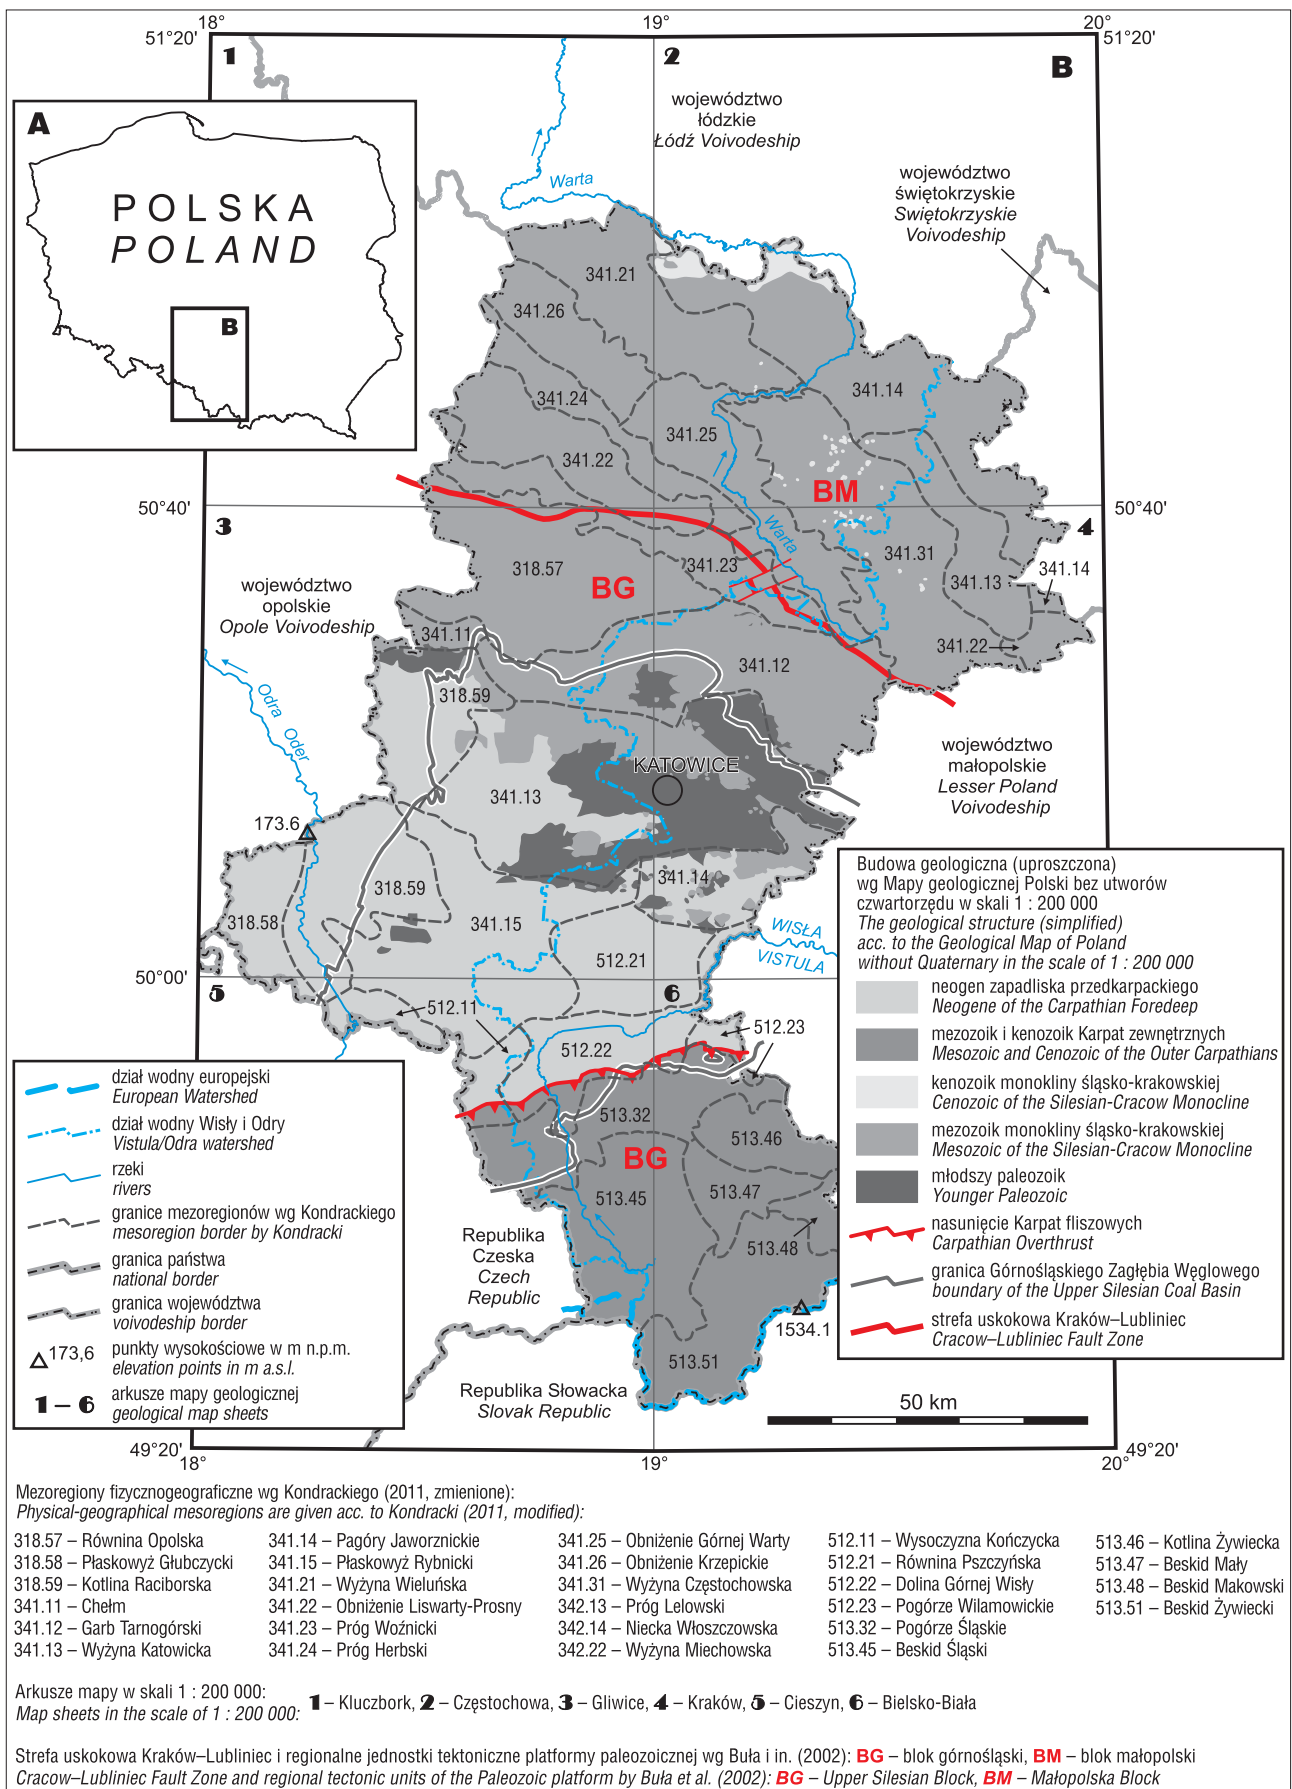 18°
19°
20°
51°20'
51°20'
1
2
B
A
POLSKA
POLAND
B
województwo
łódzkie
Łódź Voivodeship
województwo
świętokrzyskie
Swiętokrzyskie
Voivodeship
Warta
341.21
341.26
341.14
341.24
341.25
341.22
BM
50°40'
50°40'
3
4
Warta
341.31
341.23
318.57
BG
341.13
341.14
województwo
opolskie
Opole Voivodeship
341.11
341.22
341.12
318.59
Odra Oder
KATOWICE
województwo
małopolskie
Lesser Poland
Voivodeship
341.13
173.6
341.14
318.59
318.58
341.15
WISŁA
VISTULA
512.21
50°00'
5
6
512.11
512.23
512.22
513.32
513.46
BG
513.45
513.47
513.48
Republika
Czeska
Czech
Republic
1534.1
513.51
Republika Słowacka
Slovak Republic
50 km
49°20'
49°20'
18°
19°
20°
Budowa geologiczna (uproszczona)
wg Mapy geologicznej Polski bez utworów
czwartorzędu w skali 1 : 200 000
The geological structure (simplified)
acc. to the Geological Map of Poland
without Quaternary in the scale of 1 : 200 000
neogen zapadliska przedkarpackiego
Neogene of the Carpathian Foredeep
mezozoik i kenozoik Karpat zewnętrznych
Mesozoic and Cenozoic of the Outer Carpathians
kenozoik monokliny śląsko-krakowskiej
Cenozoic of the Silesian-Cracow Monocline
mezozoik monokliny śląsko-krakowskiej
Mesozoic of the Silesian-Cracow Monocline
młodszy paleozoik
Younger Paleozoic
nasunięcie Karpat fliszowych
Carpathian Overthrust
granica Górnośląskiego Zagłębia Węglowego
boundary of the Upper Silesian Coal Basin
strefa uskokowa Kraków–Lubliniec
Cracow–Lubliniec Fault Zone
dział wodny europejski
European Watershed
dział wodny Wisły i Odry
Vistula/Odra watershed
rzeki
rivers
granice mezoregionów wg Kondrackiego
mesoregion border by Kondracki
granica państwa
national border
granica województwa
voivodeship border
173,6
punkty wysokościowe w m n.p.m.
elevation points in m a.s.l.
1 – 6
arkusze mapy geologicznej
geological map sheets
Mezoregiony fizycznogeograficzne wg Kondrackiego (2011, zmienione):
Physical-geographical mesoregions are given acc. to Kondracki (2011, modified):
318.57 – Równina Opolska
318.58 – Płaskowyż Głubczycki
318.59 – Kotlina Raciborska
341.11 – Chełm
341.12 – Garb Tarnogórski
341.13 – Wyżyna Katowicka
341.14 – Pagóry Jaworznickie
341.15 – Płaskowyż Rybnicki
341.21 – Wyżyna Wieluńska
341.22 – Obniżenie Liswarty-Prosny
341.23 – Próg Woźnicki
341.24 – Próg Herbski
341.25 – Obniżenie Górnej Warty
341.26 – Obniżenie Krzepickie
341.31 – Wyżyna Częstochowska
342.13 – Próg Lelowski
342.14 – Niecka Włoszczowska
342.22 – Wyżyna Miechowska
512.11 – Wysoczyzna Kończycka
512.21 – Równina Pszczyńska
512.22 – Dolina Górnej Wisły
512.23 – Pogórze Wilamowickie
513.32 – Pogórze Śląskie
513.45 – Beskid Śląski
513.46 – Kotlina Żywiecka
513.47 – Beskid Mały
513.48 – Beskid Makowski
513.51 – Beskid Żywiecki
Arkusze mapy w skali 1 : 200 000:
Map sheets in the scale of 1 : 200 000:
1 – Kluczbork, 2 – Częstochowa, 3 – Gliwice, 4 – Kraków, 5 – Cieszyn, 6 – Bielsko-Biała
Strefa uskokowa Kraków–Lubliniec i regionalne jednostki tektoniczne platformy paleozoicznej wg Buła i in. (2002): BG – blok górnośląski, BM – blok małopolski
Cracow–Lubliniec Fault Zone and regional tectonic units of the Paleozoic platform by Buła et al. (2002): BG – Upper Silesian Block, BM – Małopolska Block